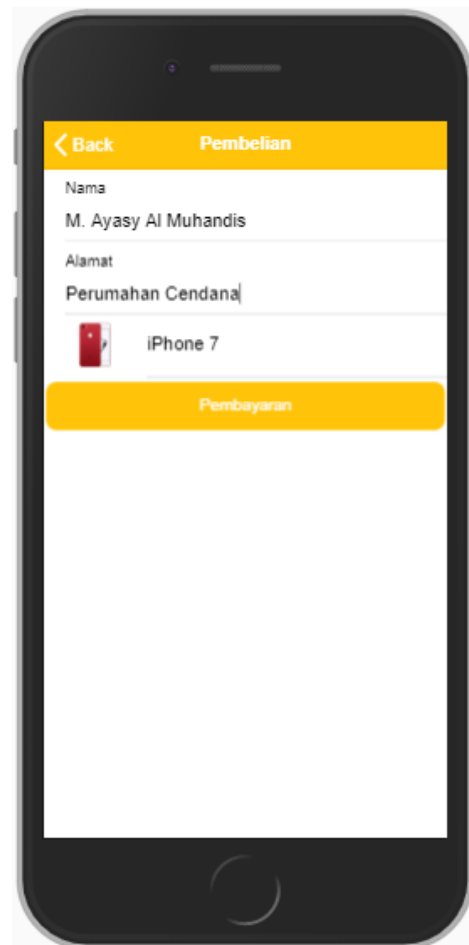 Back Pembelian
Nama
M. Ayasy Al Muhandis
Alamat
Perumahan Cendana
iPhone 7
Pembayaran